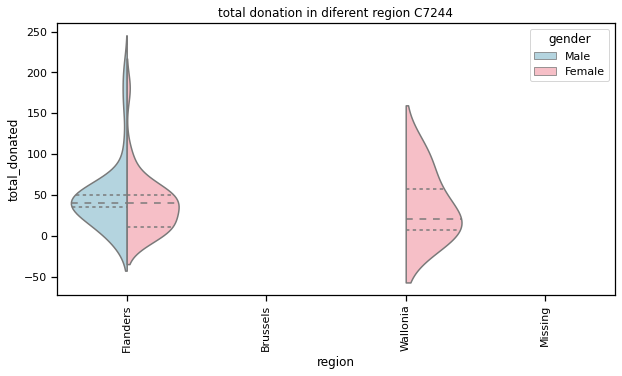 total donation in diferent region C7244
gender
Male
Female
total_donated
250
200
150
100
50
0
−50
Flanders
Brussels
Wallonia
Missing
region